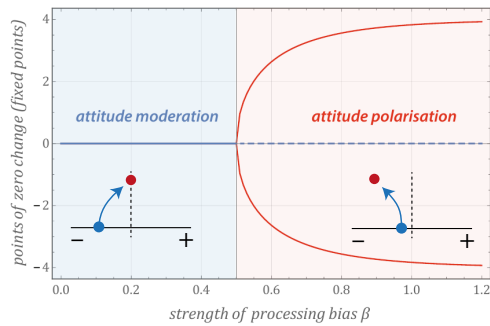 points of zero change (fixed points)
4
2
0
−2
−4
attitude moderation
attitude polarisation
− +
− +
0.0 0.2 0.4 0.6 0.8 1.0 1.2
strength of processing bias β